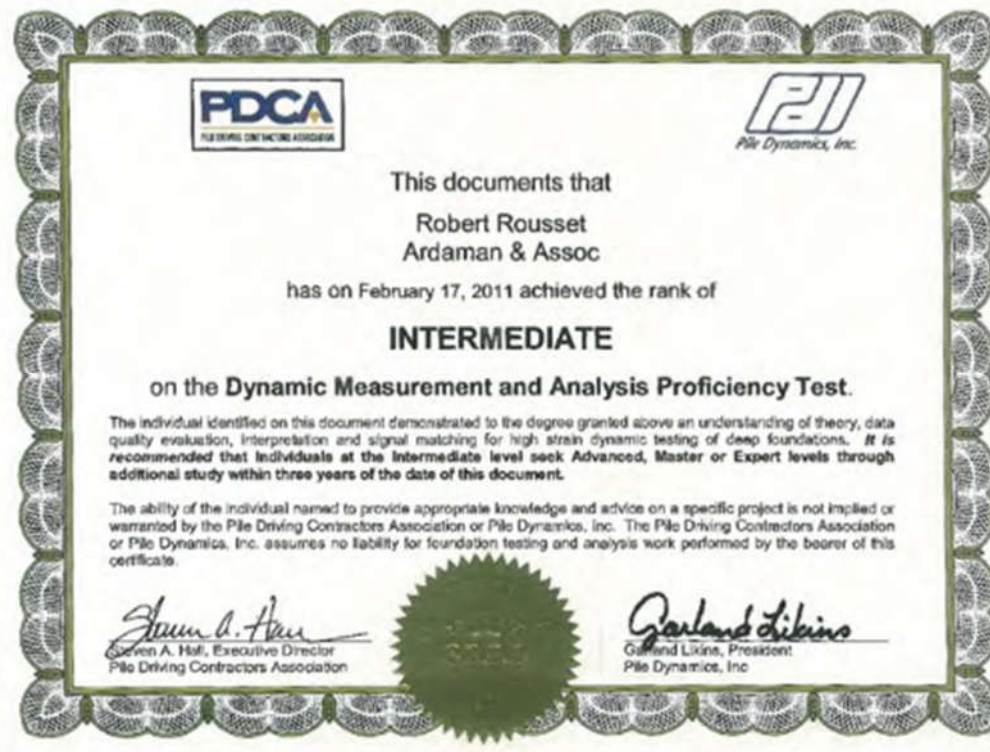 PDCA
PILE DRIVING CONTRACTORS ASSOCIATION
PDI
Pile Dynamics, Inc.
This documents that
Robert Rousset
Ardaman & Assoc
has on February 17, 2011 achieved the rank of
INTERMEDIATE
on the Dynamic Measurement and Analysis Proficiency Test.
The individual identified on this document demonstrated to the degree granted above an understanding of theory, data
quality evaluation, interpretation and signal matching for high strain dynamic testing of deep foundations. It is
recommended that individuals at the Intermediate level seek Advanced, Master or Expert levels through
additional study within three years of the date of this document.
The ability of the individual named to provide appropriate knowledge and advice on a specific project is not implied or
warranted by the Pile Driving Contractors Association or Pile Dynamics, Inc. The Pile Driving Contractors Association
or Pile Dynamics, Inc. assumes no liability for foundation testing and analysis work performed by the bearer of this
certificate.
Steven A. Hall
Steven A. Hall, Executive Director
Pile Driving Contractors Association
Garland Likins
Garland Likins, President
Pile Dynamics, Inc